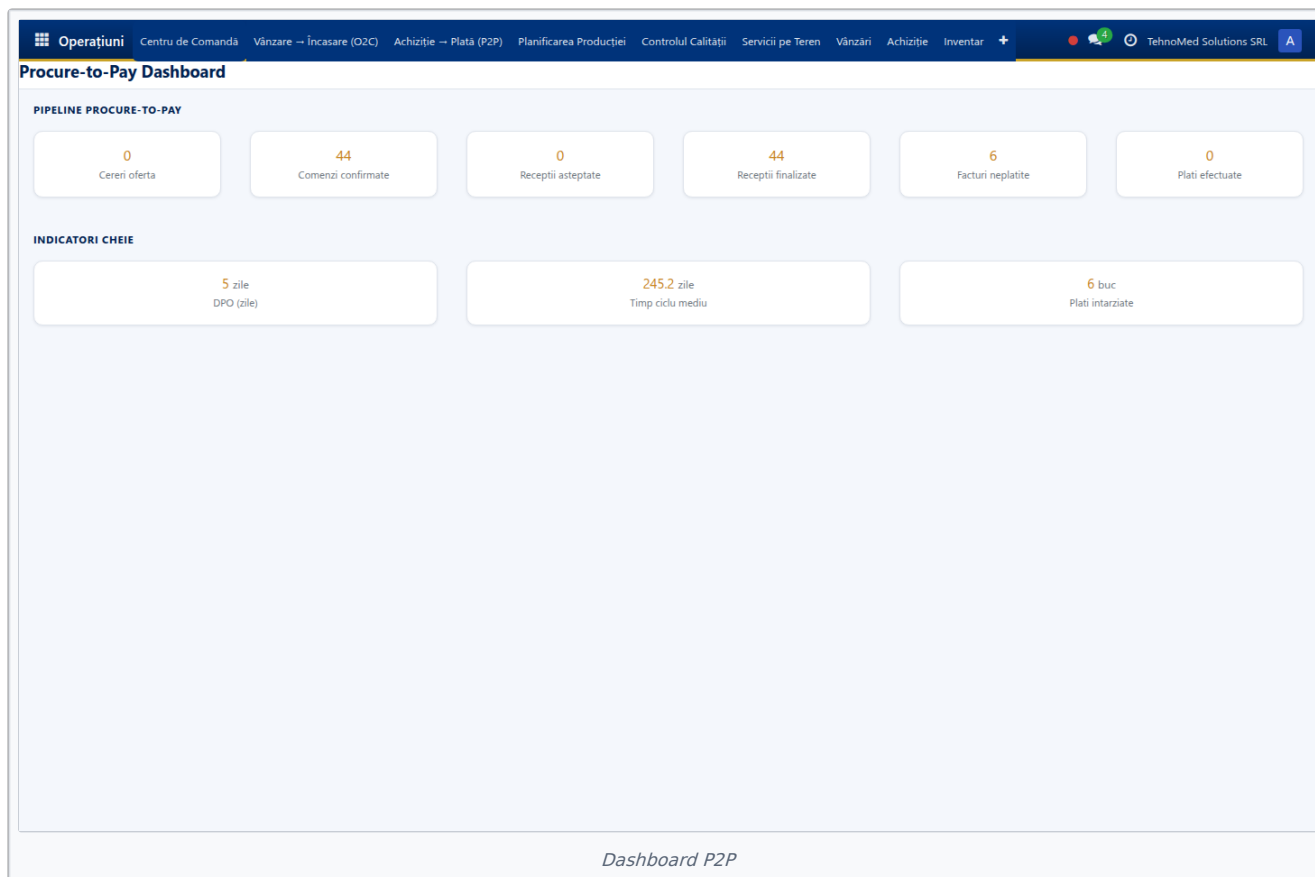 Operațiuni Centru de Comandă Vânzare → Încasare (O2C) Achiziție → Plată (P2P) Planificarea Producției Controlul Calității Servicii pe Teren Vânzări Achiziție Inventar + 4 TehnoMed Solutions SRL A
Procure-to-Pay Dashboard
PIPELINE PROCURE-TO-PAY
0 44 0 44 6 0
Cereri oferta Comenzi confirmate Receptii asteptate Receptii finalizate Facturi neplatite Plati efectuate
INDICATORI CHEIE
5 zile 245.2 zile 6 buc
DPO (zile) Timp ciclu mediu Plati intarziate
Dashboard P2P